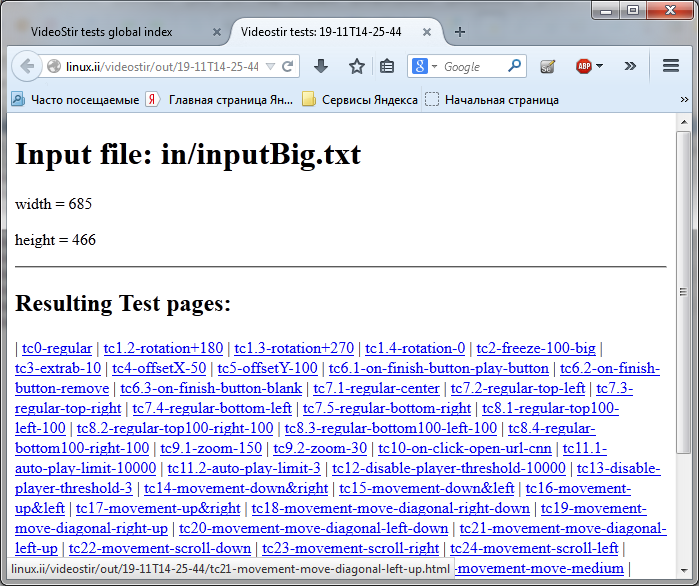 VideoStir tests global index
Videostir tests: 19-11T14-25-44
linux.ii/videostir/out/19-11T14-25-44
Google
ABP
Часто посещаемые
Главная страница Ян...
Сервисы Яндекса
Начальная страница
Input file: in/inputBig.txt
width = 685
height = 466
Resulting Test pages:
| tc0-regular | tc1.2-rotation+180 | tc1.3-rotation+270 | tc1.4-rotation-0 | tc2-freeze-100-big |
tc3-extrab-10 | tc4-offsetX-50 | tc5-offsetY-100 | tc6.1-on-finish-button-play-button | tc6.2-on-finish-
button-remove | tc6.3-on-finish-button-blank | tc7.1-regular-center | tc7.2-regular-top-left | tc7.3-
regular-top-right | tc7.4-regular-bottom-left | tc7.5-regular-bottom-right | tc8.1-regular-top100-
left-100 | tc8.2-regular-top100-right-100 | tc8.3-regular-bottom100-left-100 | tc8.4-regular-
bottom100-right-100 | tc9.1-zoom-150 | tc9.2-zoom-30 | tc10-on-click-open-url-cnn | tc11.1-
auto-play-limit-10000 | tc11.2-auto-play-limit-3 | tc12-disable-player-threshold-10000 | tc13-disable-
player-threshold-3 | tc14-movement-down&right | tc15-movement-down&left | tc16-movement-
up&left | tc17-movement-up&right | tc18-movement-move-diagonal-right-down | tc19-movement-
move-diagonal-right-up | tc20-movement-move-diagonal-left-down | tc21-movement-move-diagonal-
left-up | tc22-movement-scroll-down | tc23-movement-scroll-right | tc24-movement-scroll-left |
linux.ii/videostir/out/19-11T14-25-44/tc21-movement-move-diagonal-left-up.html
-movement-move-medium |